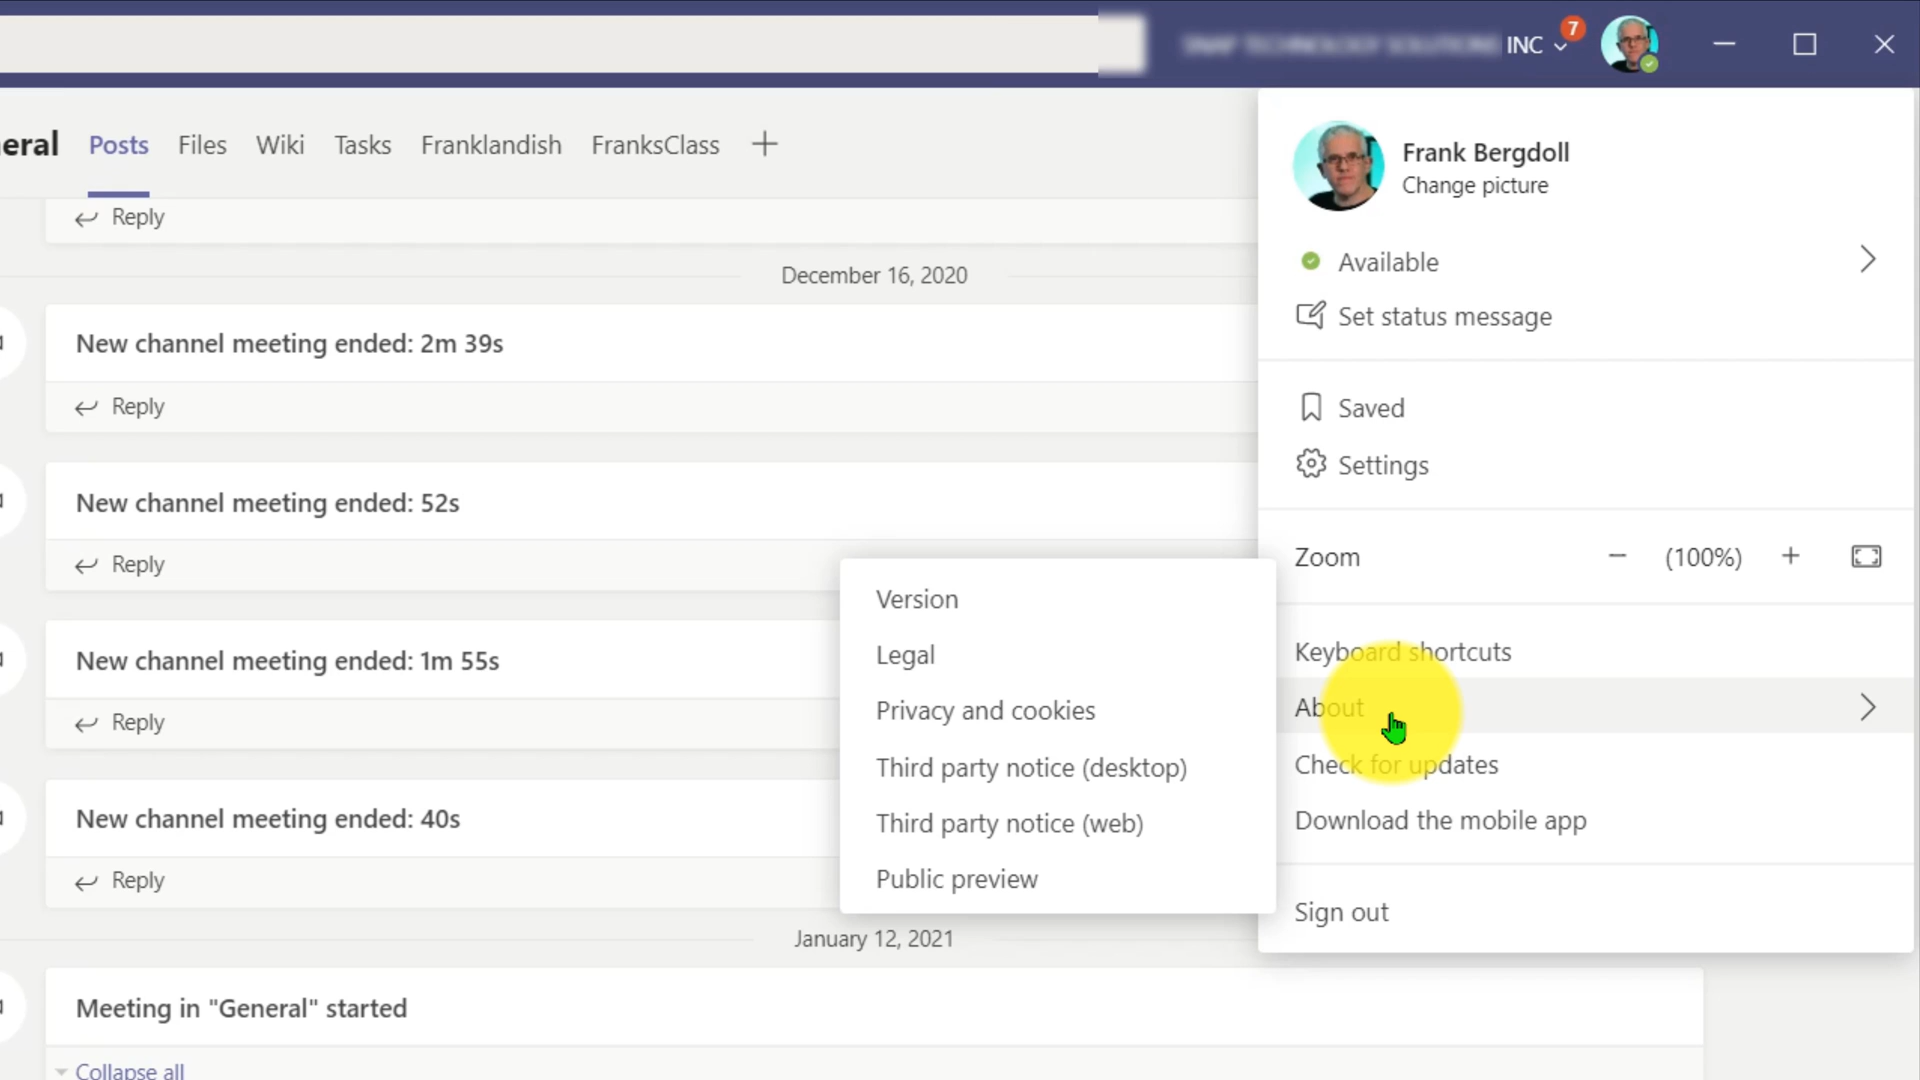 INC
7
eral
Posts
Files
Wiki
Tasks
Franklandish
FranksClass
Frank Bergdoll
Change picture
Available
Set status message
Saved
Settings
Zoom
(100%)
Keyboard shortcuts
About
Check for updates
Download the mobile app
Sign out
Version
Legal
Privacy and cookies
Third party notice (desktop)
Third party notice (web)
Public preview
Reply
December 16, 2020
New channel meeting ended: 2m 39s
Reply
New channel meeting ended: 52s
Reply
New channel meeting ended: 1m 55s
Reply
New channel meeting ended: 40s
Reply
January 12, 2021
Meeting in "General" started
Collapse all